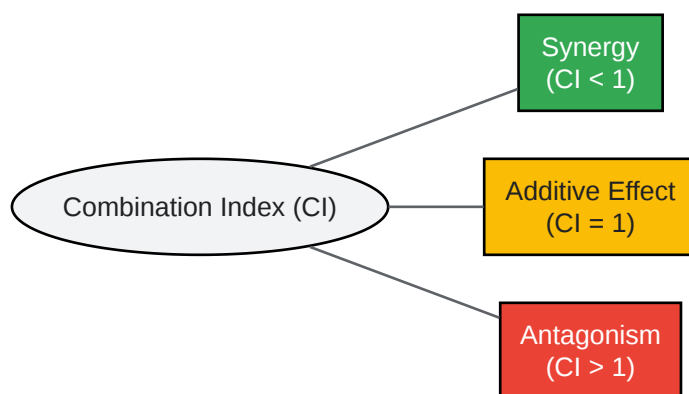 Synergy
(CI < 1)
Combination Index (CI)
Additive Effect
(CI = 1)
Antagonism
(CI > 1)